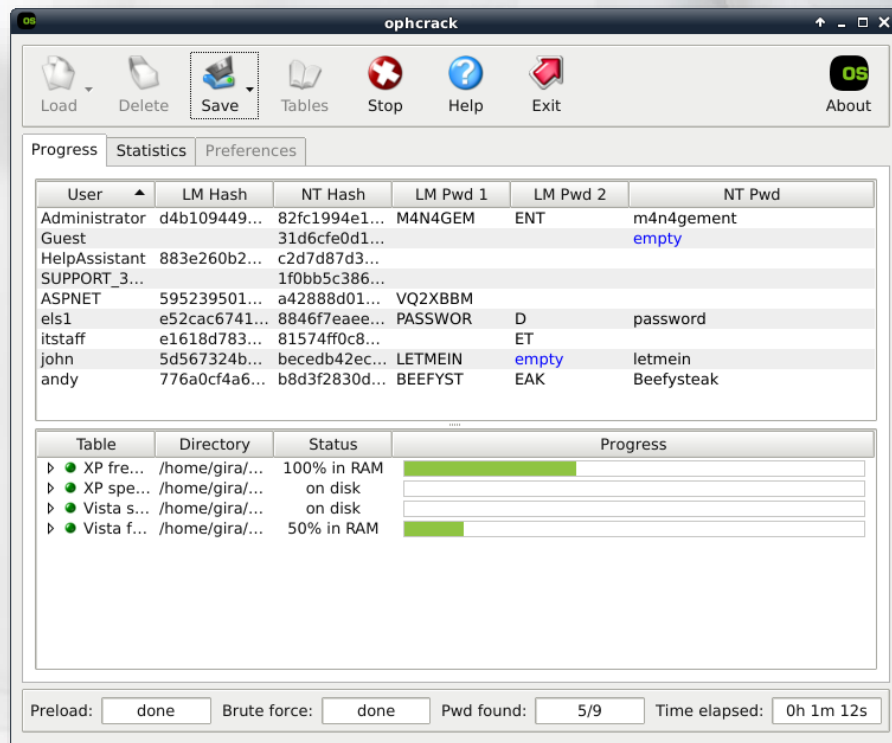 OS ophcrack
Load Delete Save Tables Stop Help Exit OS About
Progress Statistics Preferences
User LM Hash NT Hash LM Pwd 1 LM Pwd 2 NT Pwd
Administrator d4b109449... 82fc1994e1... M4N4GEM ENT m4n4gement
Guest 31d6cfe0d1... empty
HelpAssistant 883e260b2... c2d7d87d3...
SUPPORT_3... 1f0bb5c386...
ASPNET 595239501... a42888d01... VQ2XBBM
els1 e52cac6741... 8846f7eaee... PASSWOR D password
itstaff e1618d783... 81574ff0c8... ET
john 5d567324b... becedb42ec... LETMEIN empty letmein
andy 776a0cf4a6... b8d3f2830d... BEEFYST EAK Beefysteak
Table Directory Status Progress
XP fre... /home/gira/... 100% in RAM
XP spe... /home/gira/... on disk
Vista s... /home/gira/... on disk
Vista f... /home/gira/... 50% in RAM
Preload: done Brute force: done Pwd found: 5/9 Time elapsed: 0h 1m 12s